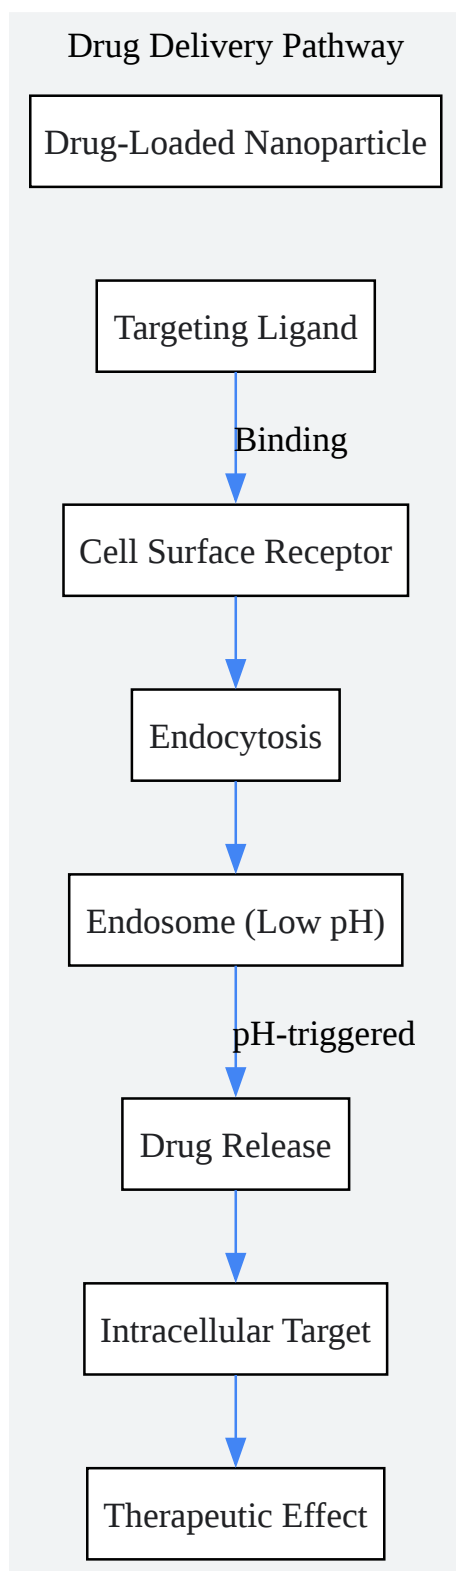 Drug Delivery Pathway
Drug-Loaded Nanoparticle
Targeting Ligand
Binding
Cell Surface Receptor
Endocytosis
Endosome (Low pH)
pH-triggered
Drug Release
Intracellular Target
Therapeutic Effect